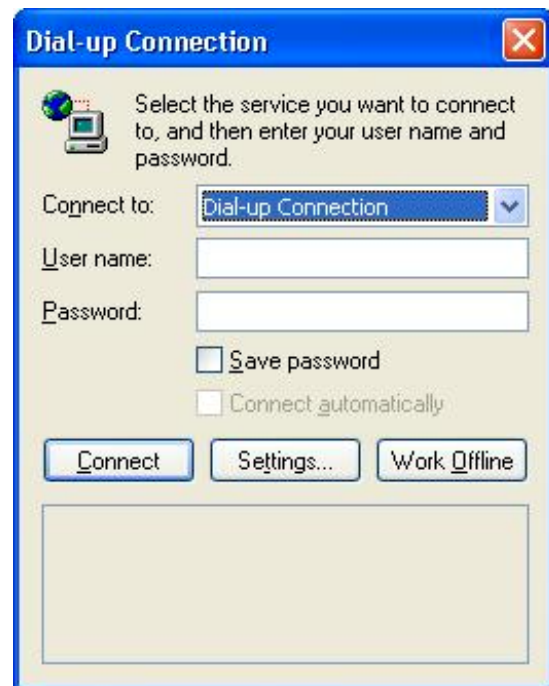 Dial-up Connection
Select the service you want to connect
to, and then enter your user name and
password.
Connect to: Dial-up Connection
User name:
Password:
Save password
Connect automatically
Connect Settings... Work Offline